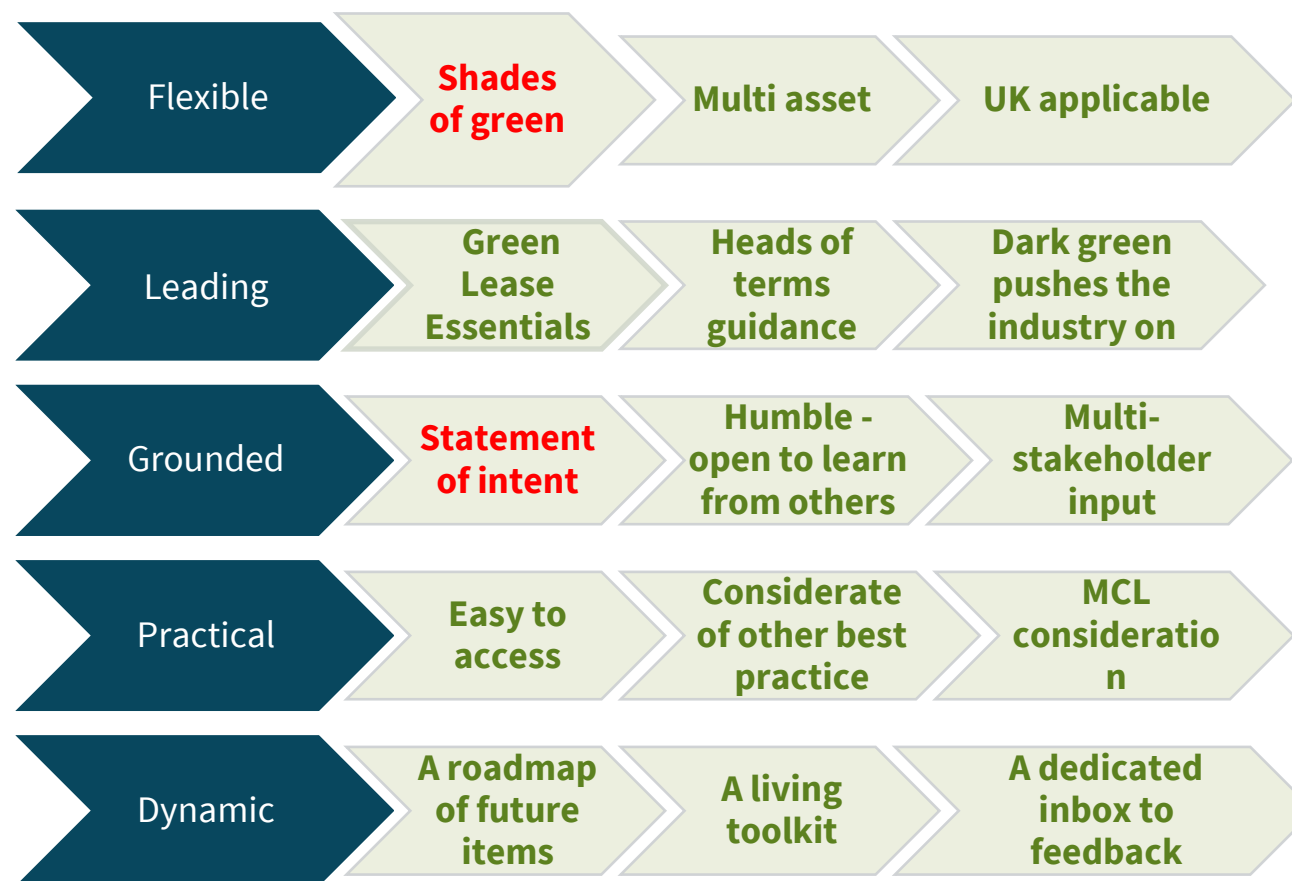 Flexible
Shades
of green
Multi asset
UK applicable
Leading
Green
Lease
Essentials
Heads of
terms
guidance
Dark green
pushes the
industry on
Grounded
Statement
of intent
Humble -
open to learn
from others
Multi-
stakeholder
input
Practical
Easy to
access
Considerate
of other best
practice
MCL
consideratio
n
Dynamic
A roadmap
of future
items
A living
toolkit
A dedicated
inbox to
feedback